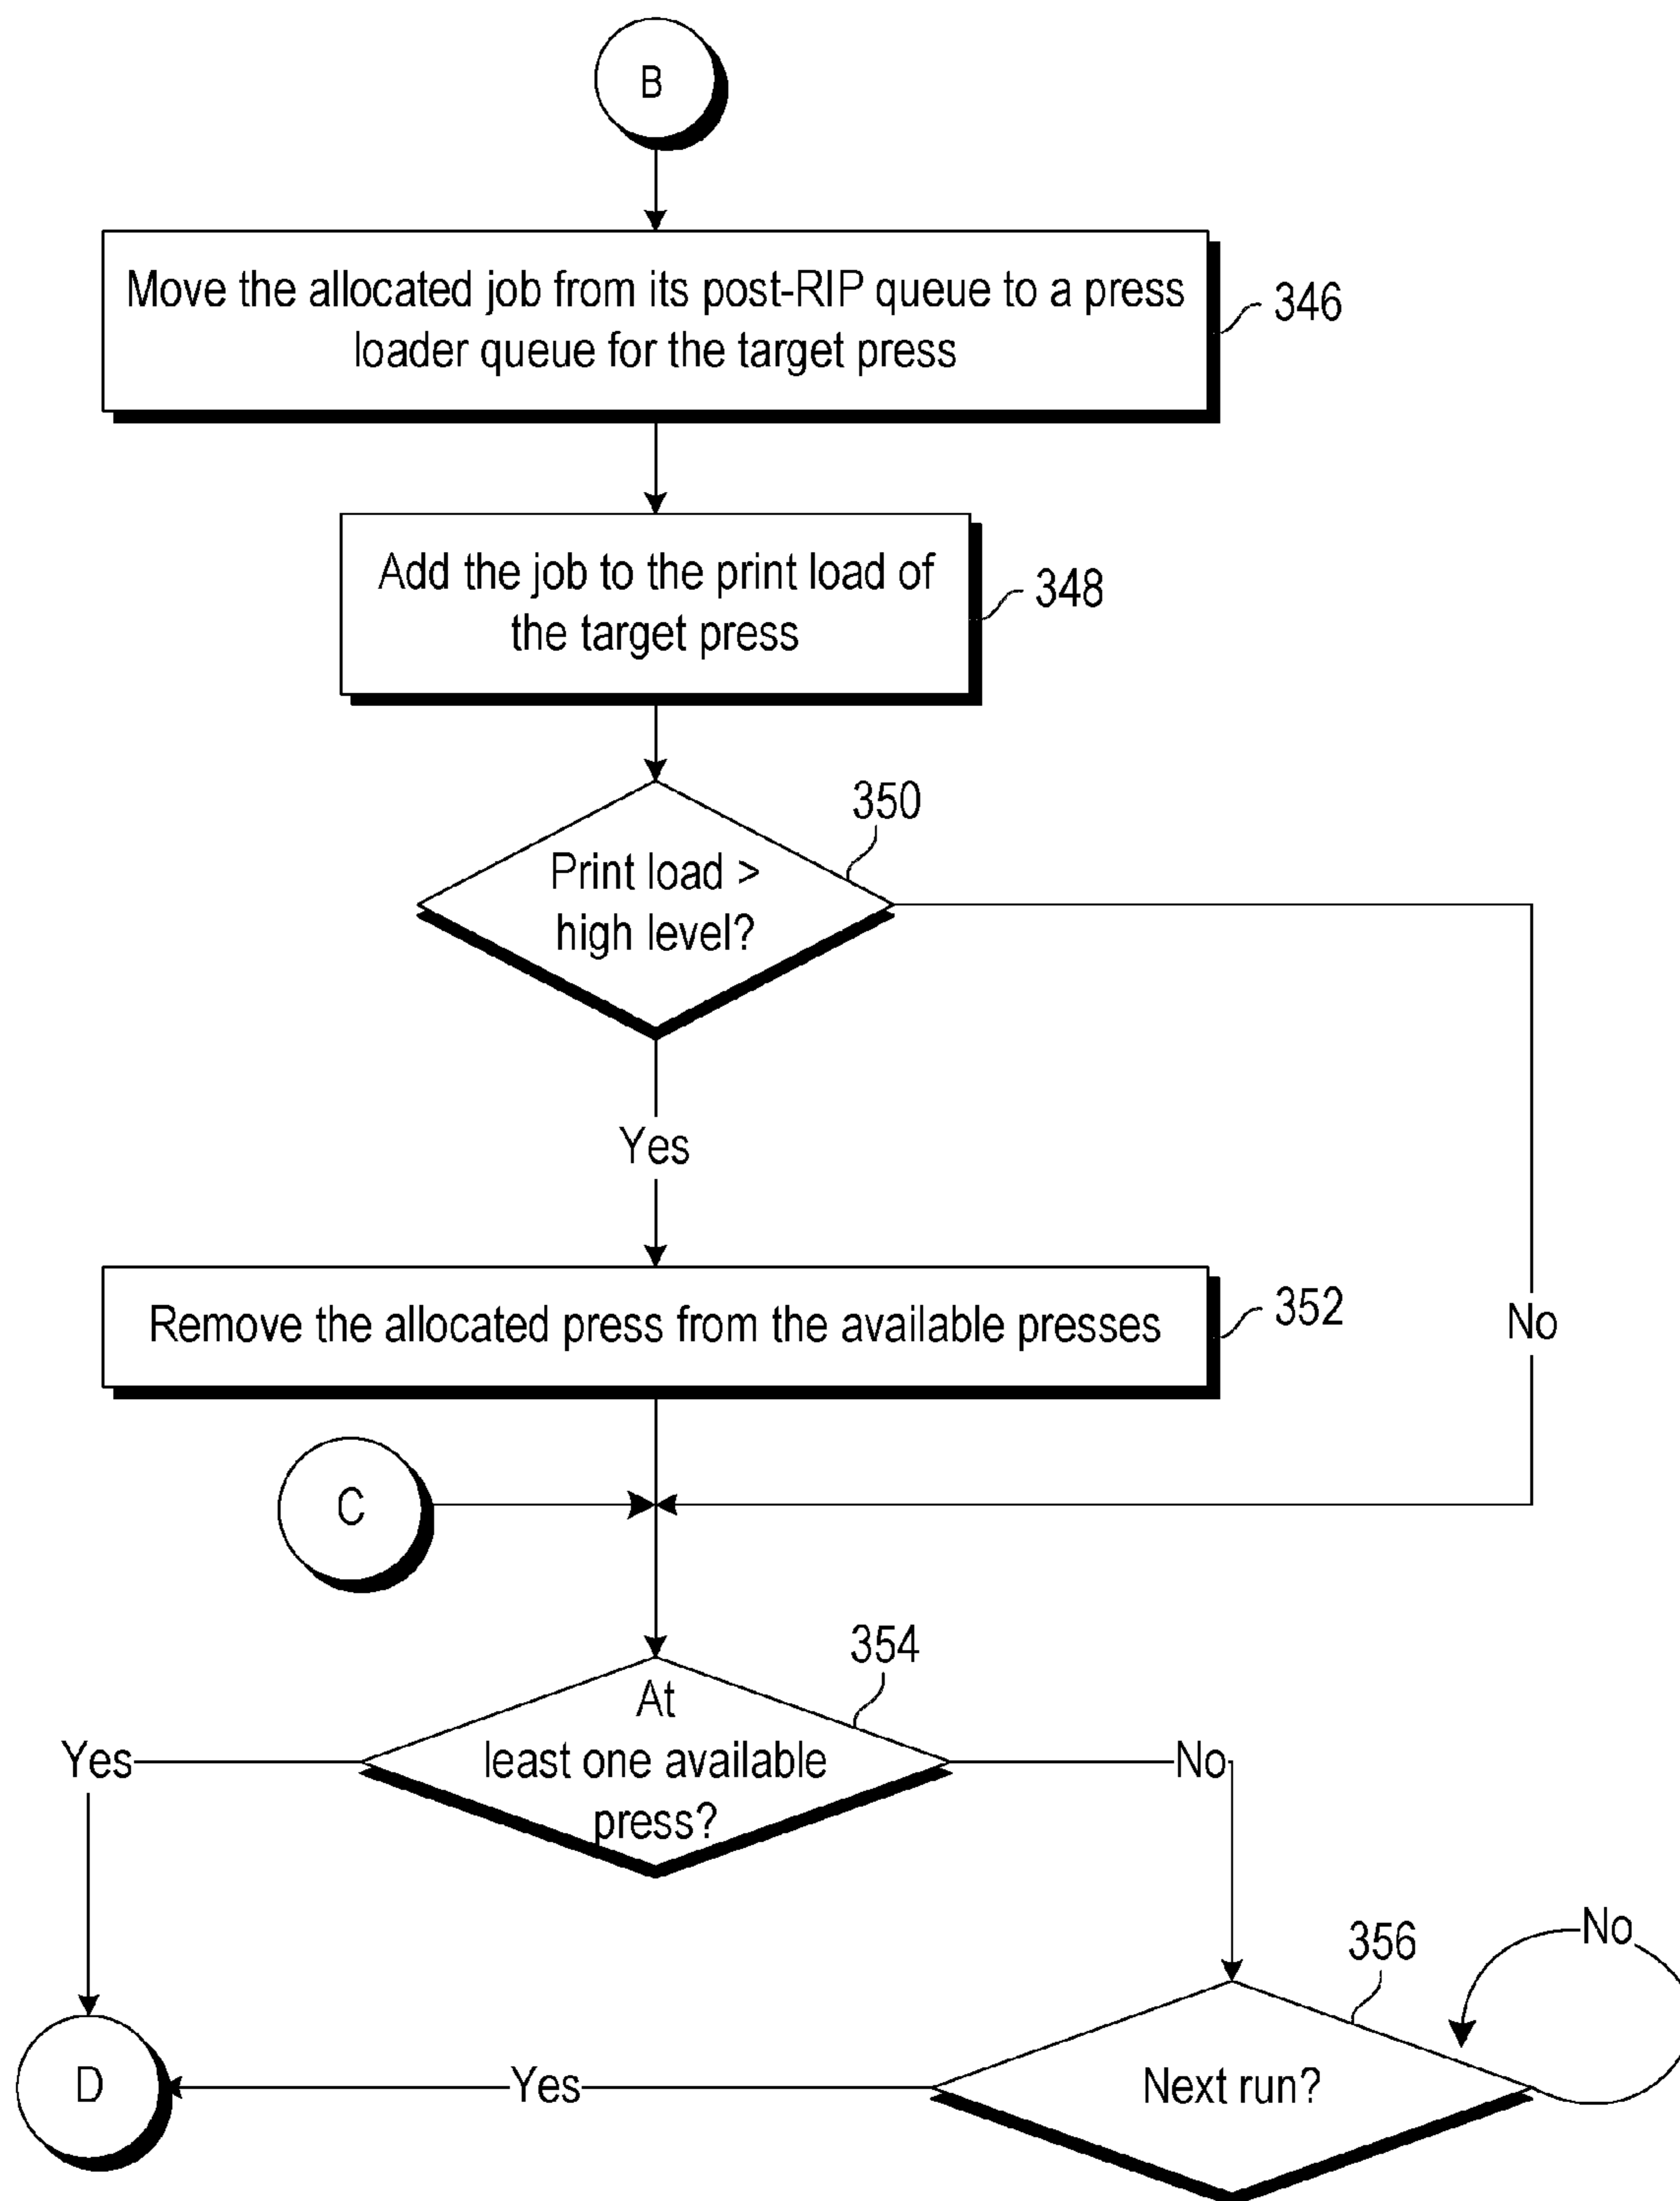 B
Move the allocated job from its post-RIP queue to a press
loader queue for the target press
346
Add the job to the print load of
the target press
348
350
Print load >
high level?
Yes
Remove the allocated press from the available presses
352
No
C
354
At
least one available
press?
Yes
No
356
No
D
Yes
Next run?